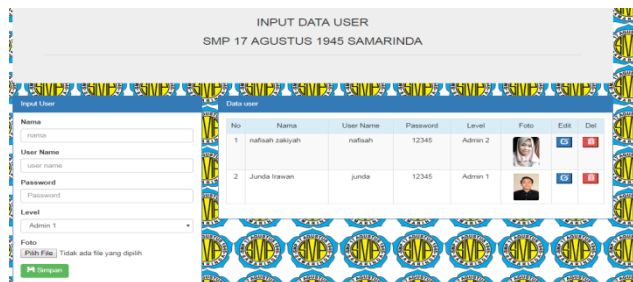 INPUT DATA USER
SMP 17 AGUSTUS 1945 SAMARINDA
Input User
Nama
nama
User Name
user name
Password
Password
Level
Admin 1
Foto
Pilih File Tidak ada file yang dipilih
Simpan
Data user
No Nama User Name Password Level Foto Edit Del
1 nafisah zakiyah nafisah 12345 Admin 2
2 Junda Irawan junda 12345 Admin 1